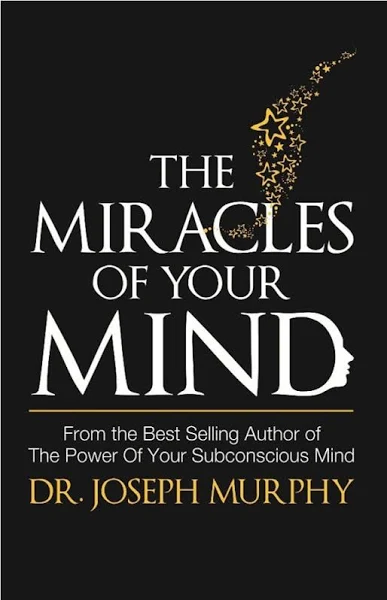 THE
MIRACLES
OF YOUR
MIND
From the Best Selling Author of
The Power Of Your Subconscious Mind
DR. JOSEPH MURPHY